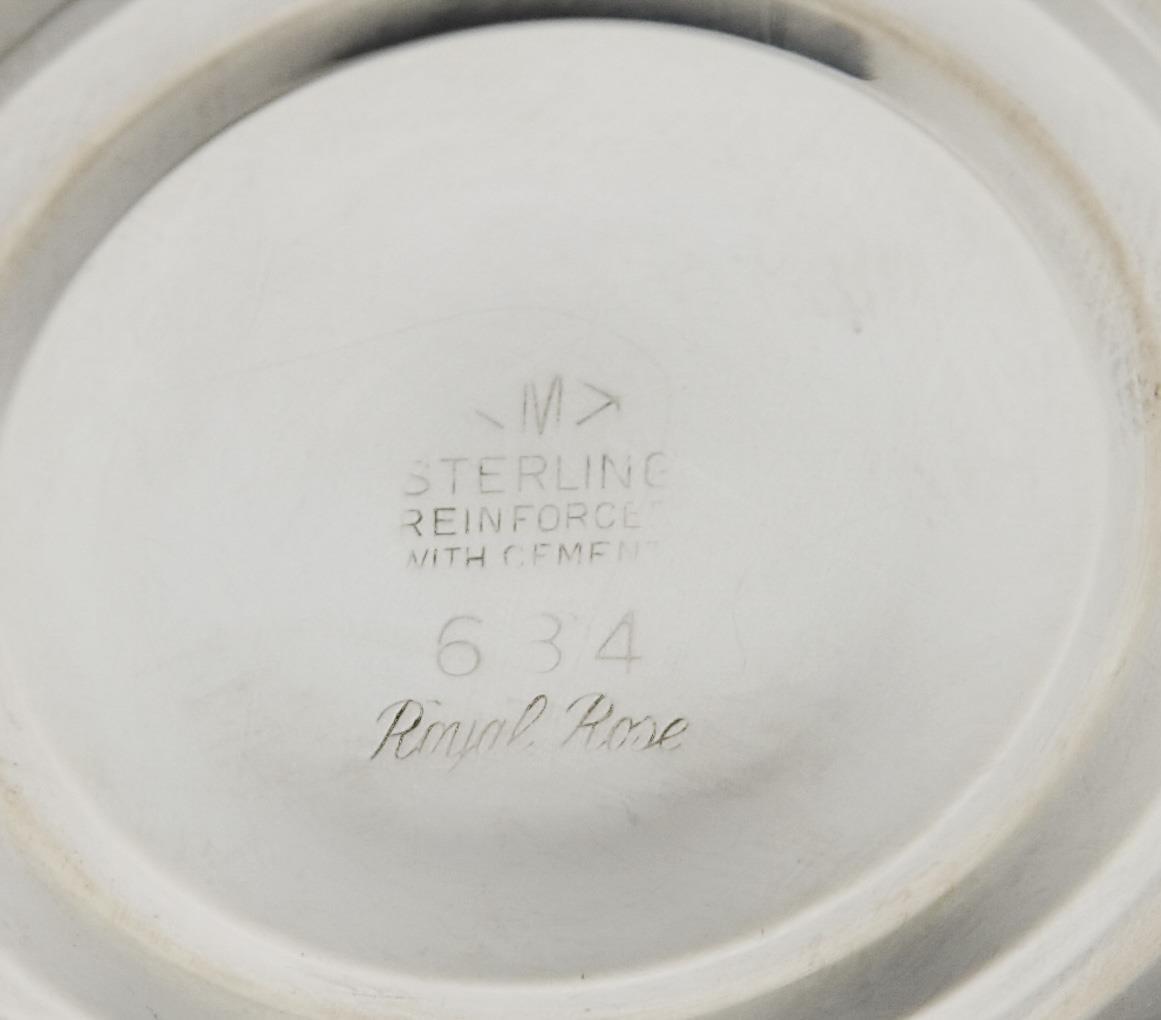 M
STERLING
REINFORCED
WITH CEMENT
634
Royal Rose